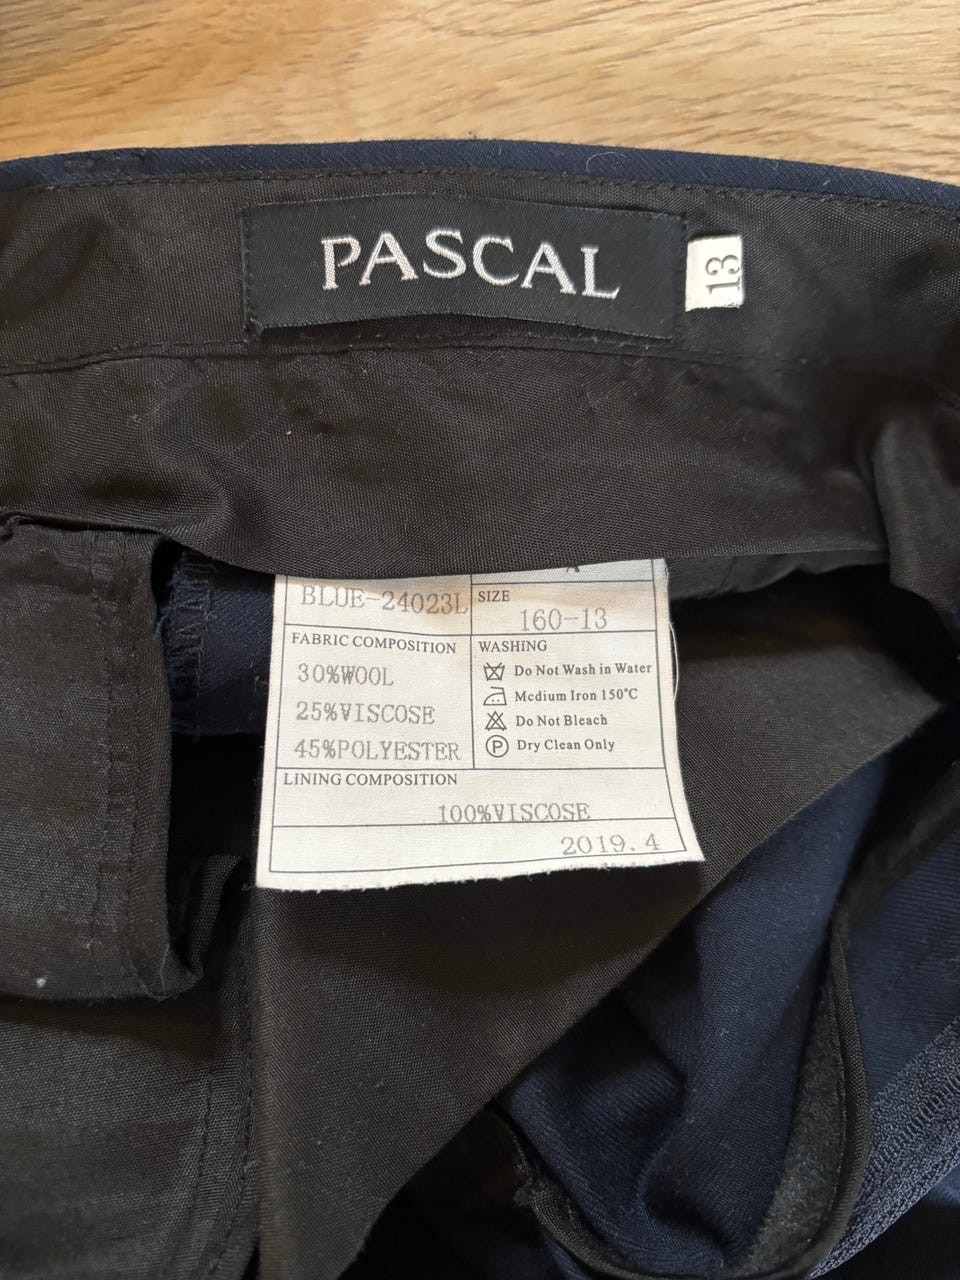 PASCAL
13
BLUE-24023L
SIZE
160-13
FABRIC COMPOSITION
30%WOOL
25%VISCOSE
45%POLYESTER
WASHING
Do Not Wash in Water
Medium Iron 150°C
Do Not Bleach
P Dry Clean Only
LINING COMPOSITION
100%VISCOSE
2019.4